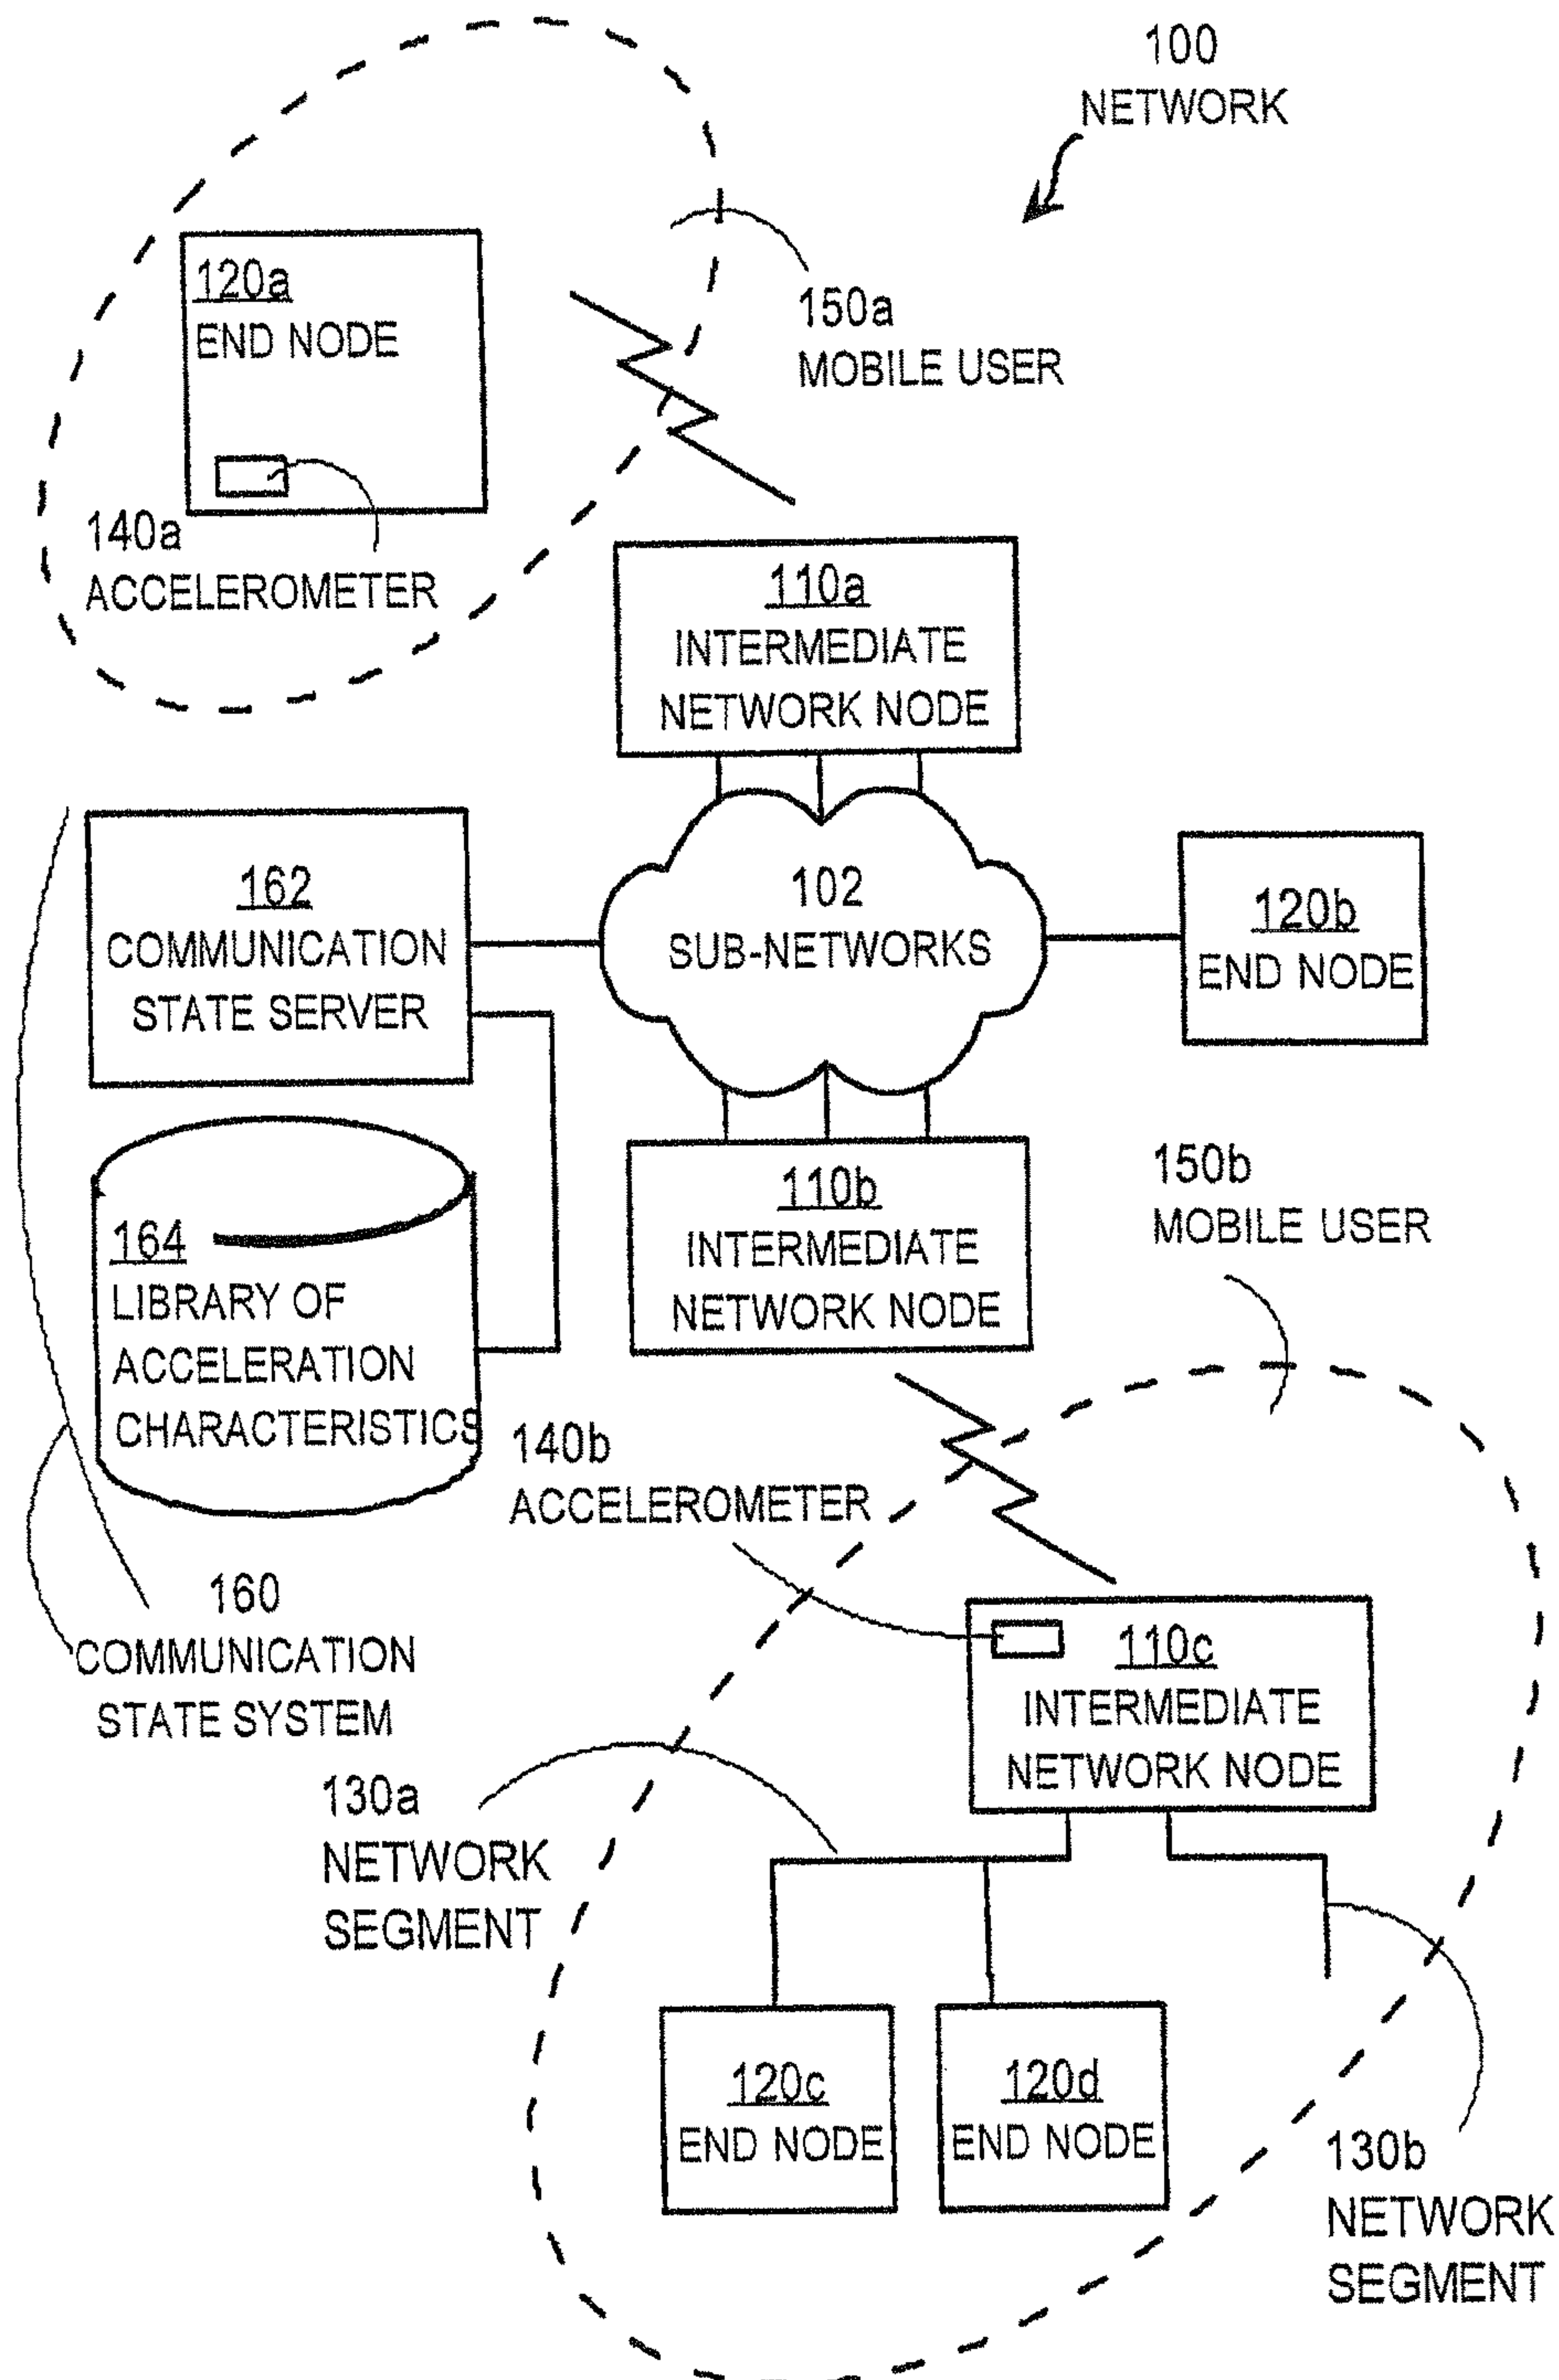 100
NETWORK
120a
END NODE
150a
MOBILE USER
140a
ACCELEROMETER
110a
INTERMEDIATE
NETWORK NODE
162
COMMUNICATION
STATE SERVER
102
SUB-NETWORKS
120b
END NODE
164
LIBRARY OF
ACCELERATION
CHARACTERISTICS
110b
INTERMEDIATE
NETWORK NODE
150b
MOBILE USER
140b
ACCELEROMETER
160
COMMUNICATION
STATE SYSTEM
110c
INTERMEDIATE
NETWORK NODE
130a
NETWORK
SEGMENT
120c
END NODE
120d
END NODE
130b
NETWORK
SEGMENT